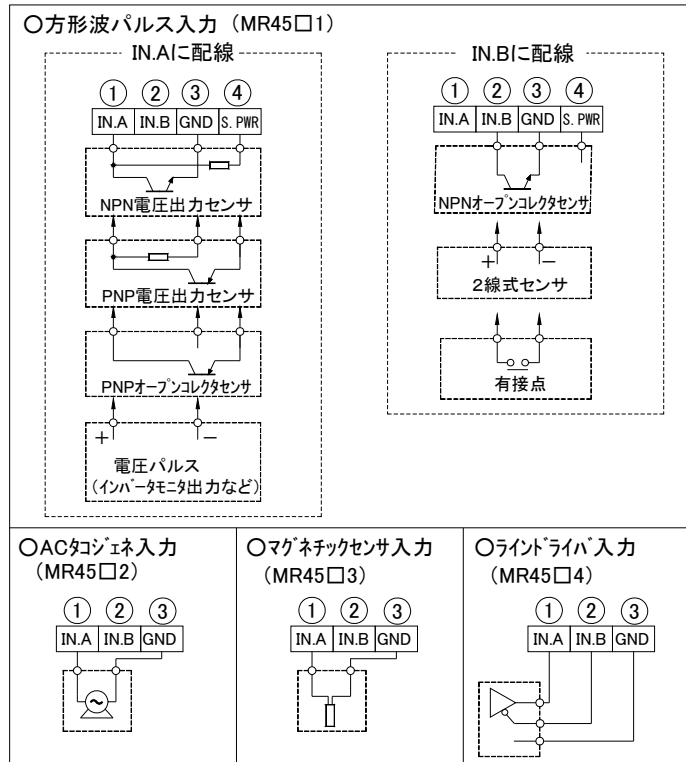 ○方形波パルス入力 (MR45□1)
IN.Aに配線
① ② ③ ④
IN.A IN.B GND S. PWR
NPN電圧出力センサ
PNP電圧出力センサ
PNPオープンコレクタセンサ
+ −
電圧パルス
(インバータモニタ出力など)
IN.Bに配線
① ② ③ ④
IN.A IN.B GND S. PWR
NPNオープンコレクタセンサ
+ −
2線式センサ
有接点
○ACタコジェネ入力
(MR45□2)
① ② ③
IN.A IN.B GND
○マグネチックセンサ入力
(MR45□3)
① ② ③
IN.A IN.B GND
○ラインドライバ入力
(MR45□4)
① ② ③
IN.A IN.B GND